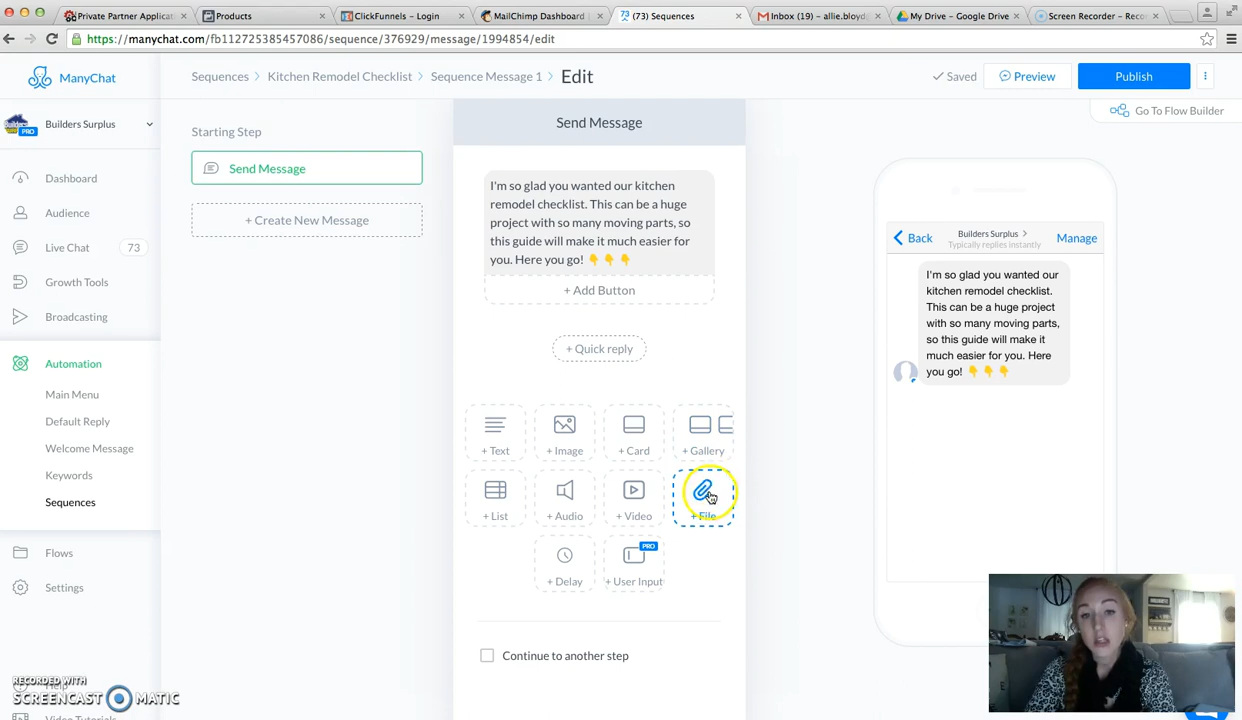 Private Partner Applicat
Products
ClickFunnels - Login
MailChimp Dashboard
(73) Sequences
Inbox (19) - allie.bloyd@
My Drive - Google Drive
Screen Recorder - Reco
https://manychat.com/fb112725385457086/sequence/376929/message/1994854/edit
ManyChat
Sequences > Kitchen Remodel Checklist > Sequence Message 1 > Edit
Saved
Preview
Publish
Builders Surplus
PRO
Go To Flow Builder
Dashboard
Audience
Live Chat 73
Growth Tools
Broadcasting
Automation
Main Menu
Default Reply
Welcome Message
Keywords
Sequences
Flows
Settings
Help
Video Tutorials
RECORDED WITH
SCREENCAST MATIC
Starting Step
Send Message
+ Create New Message
Send Message
I'm so glad you wanted our kitchen
remodel checklist. This can be a huge
project with so many moving parts, so
this guide will make it much easier for
you. Here you go! 👇 👇 👇
+ Add Button
+ Quick reply
+ Text
+ Image
+ Card
+ Gallery
+ List
+ Audio
+ Video
+ File
+ Delay
PRO
+ User Input
Continue to another step
Back
Builders Surplus >
Typically replies instantly
Manage
I'm so glad you wanted our
kitchen remodel checklist.
This can be a huge project
with so many moving parts,
so this guide will make it
much easier for you. Here
you go! 👇 👇 👇